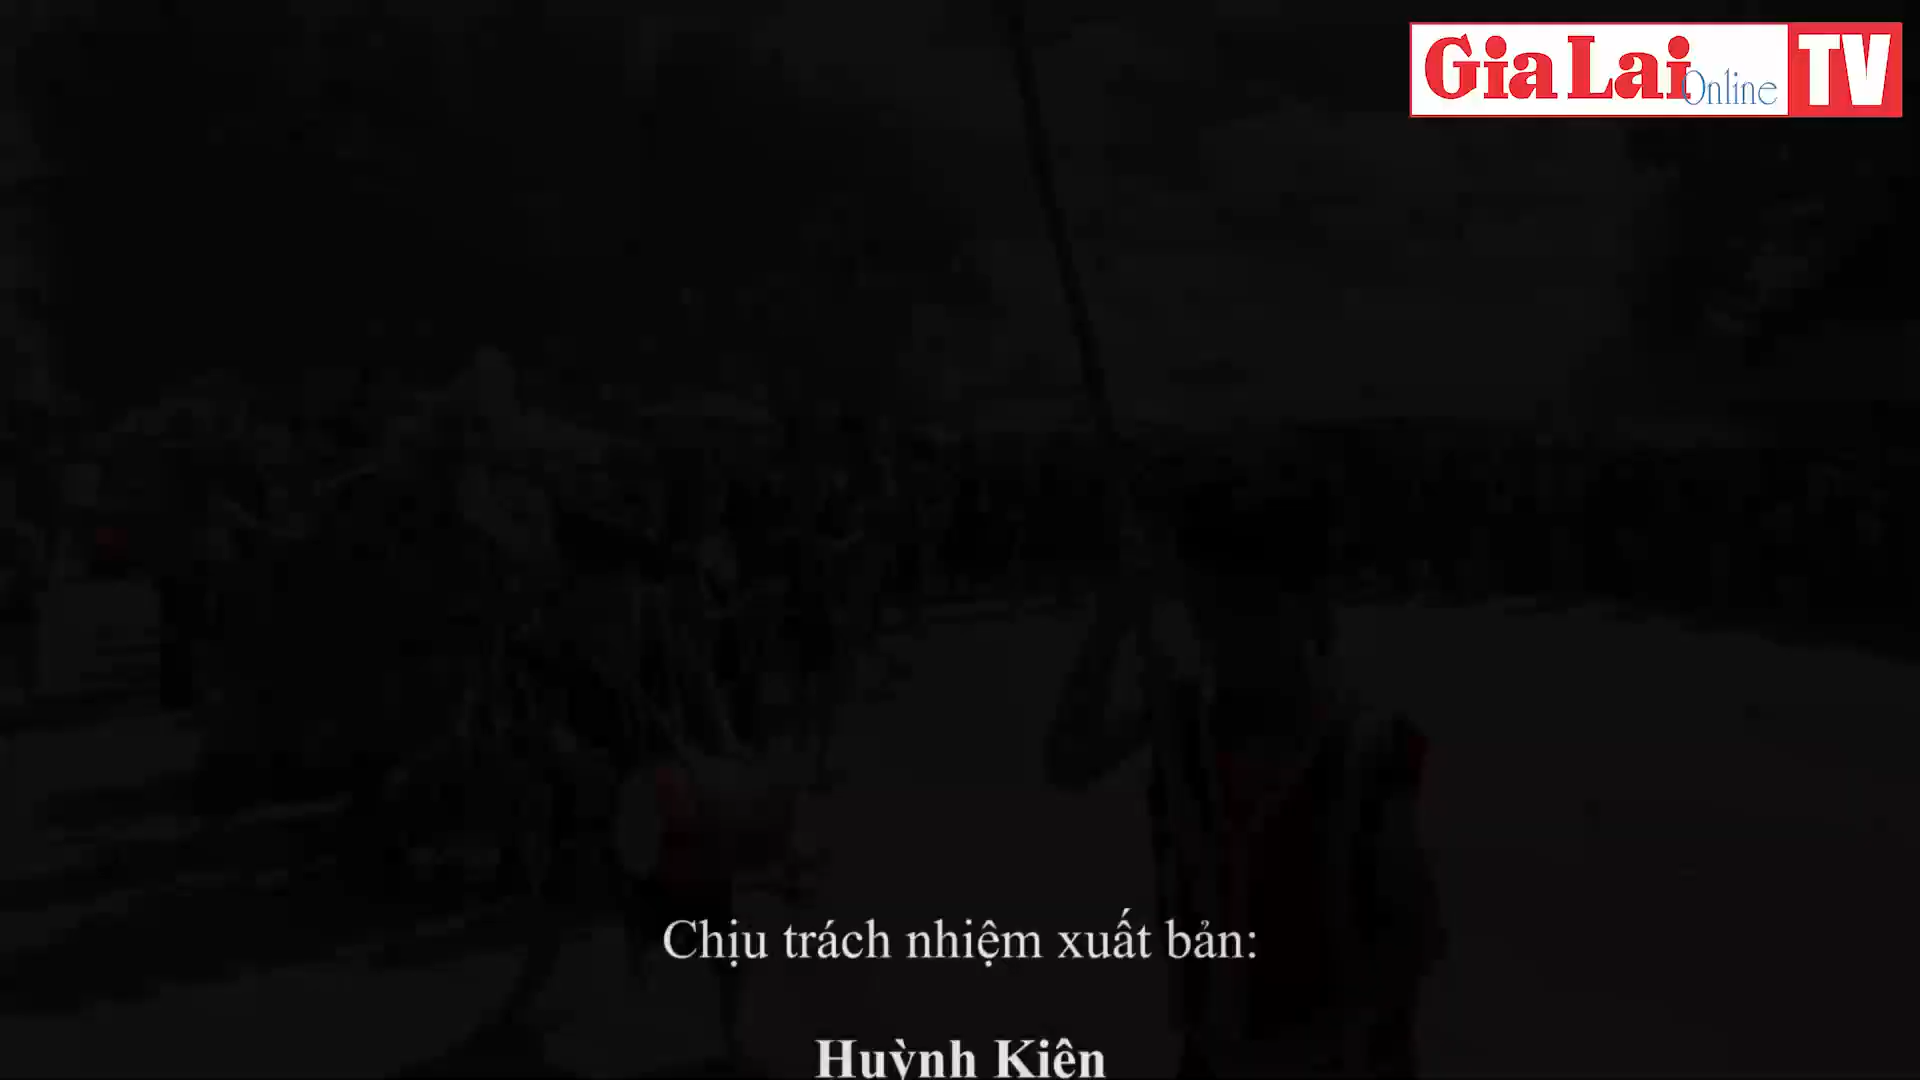 Gia Lai Online TV
Chịu trách nhiệm xuất bản:
Huỳnh Kiên